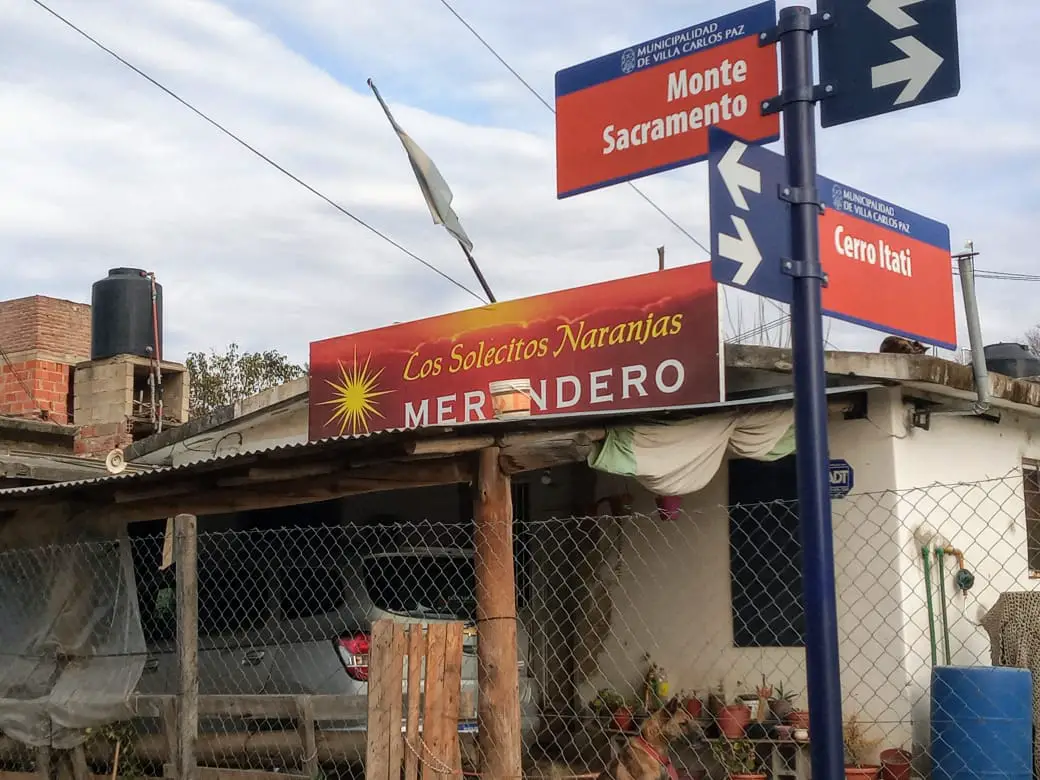 MUNICIPALIDAD
DE VILLA CARLOS PAZ
Monte
Sacramento
MUNICIPALIDAD
DE VILLA CARLOS PAZ
Cerro Itati
Los Solecitos Naranjas
MER NDERO
ADT